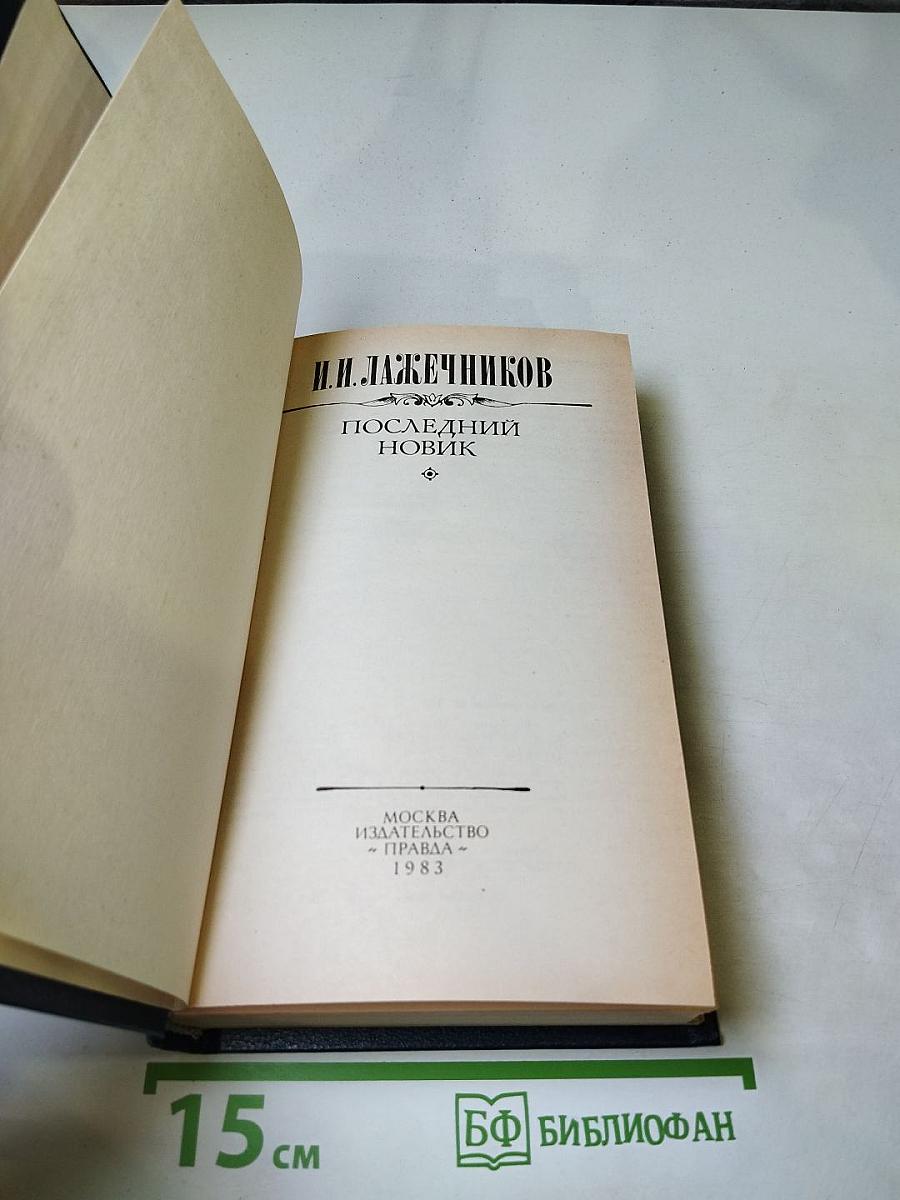 И. И. ЛАЖЕЧНИКОВ
ПОСЛЕДНИЙ
НОВИК
МОСКВА
ИЗДАТЕЛЬСТВО
~ ПРАВДА ~
1983
15 см
БФ БИБЛИОФАН